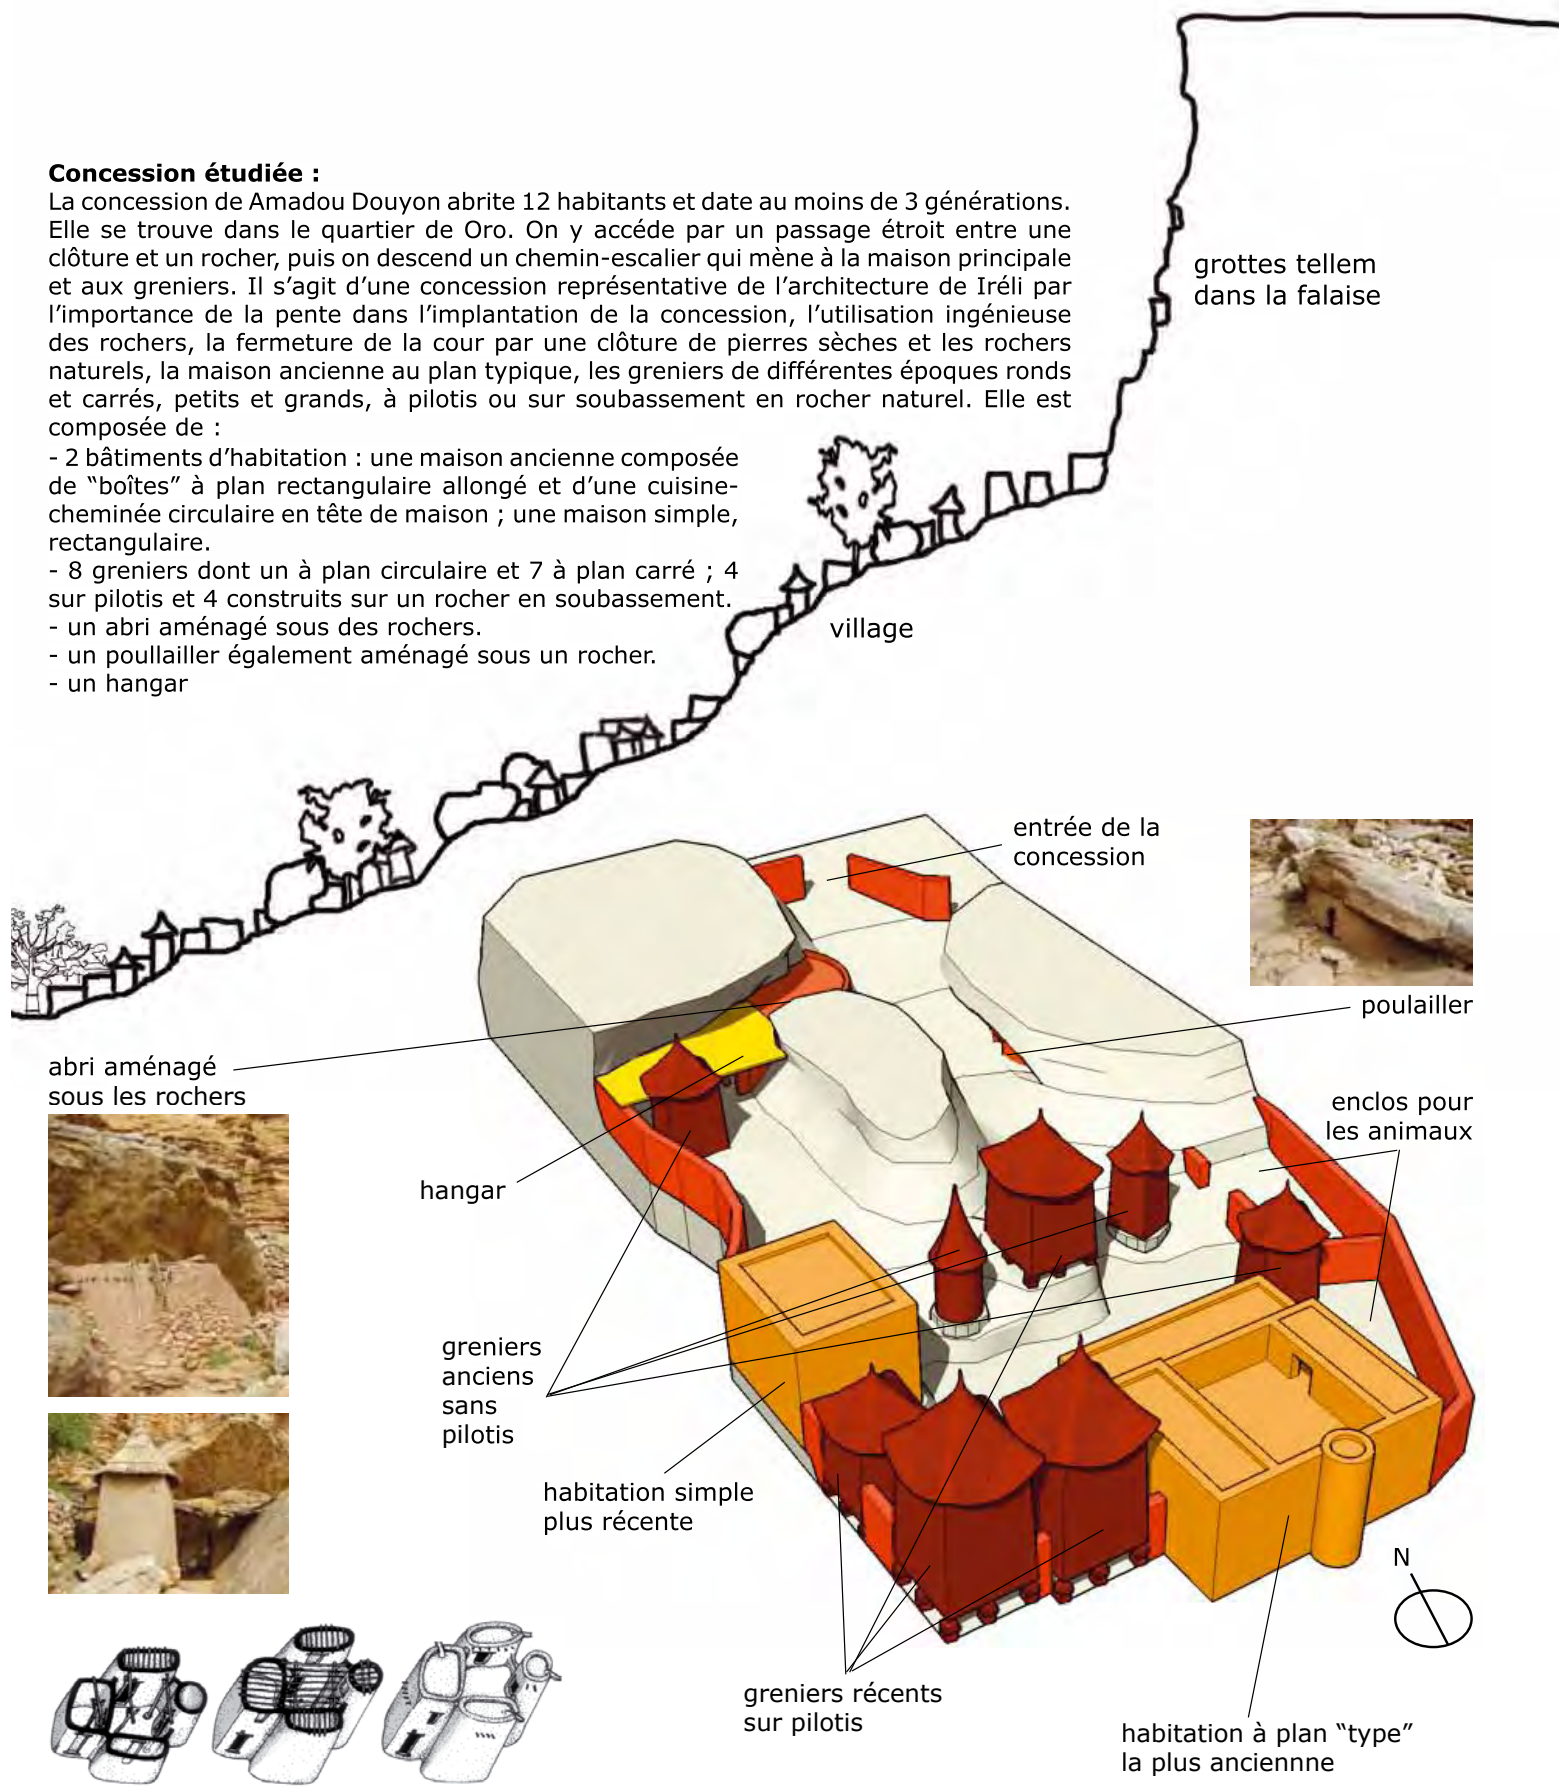 Concession étudiée :
La concession de Amadou Douyon abrite 12 habitants et date au moins de 3 générations.
Elle se trouve dans le quartier de Oro. On y accéde par un passage étroit entre une
clôture et un rocher, puis on descend un chemin-escalier qui mène à la maison principale
et aux greniers. Il s’agit d’une concession représentative de l’architecture de Iréli par
l’importance de la pente dans l’implantation de la concession, l’utilisation ingénieuse
des rochers, la fermeture de la cour par une clôture de pierres sèches et les rochers
naturels, la maison ancienne au plan typique, les greniers de différentes époques ronds
et carrés, petits et grands, à pilotis ou sur soubassement en rocher naturel. Elle est
composée de :
- 2 bâtiments d’habitation : une maison ancienne composée
de “boîtes” à plan rectangulaire allongé et d’une cuisine-
cheminée circulaire en tête de maison ; une maison simple,
rectangulaire.
- 8 greniers dont un à plan circulaire et 7 à plan carré ; 4
sur pilotis et 4 construits sur un rocher en soubassement.
- un abri aménagé sous des rochers.
- un poullailler également aménagé sous un rocher.
- un hangar
grottes tellem
dans la falaise
village
entrée de la
concession
poulailler
abri aménagé
sous les rochers
enclos pour
les animaux
hangar
greniers
anciens
sans
pilotis
habitation simple
plus récente
N
greniers récents
sur pilotis
habitation à plan “type”
la plus anciennne